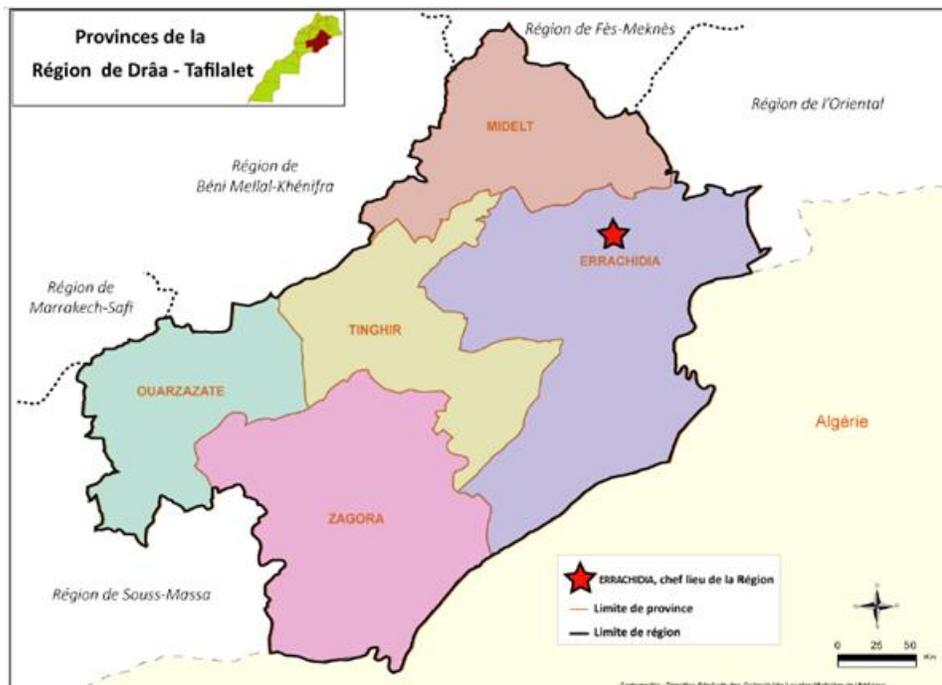 Provinces de la
Région de Drâa - Tafilalet
Région de Fès-Meknès
Région de l'Oriental
MIDELT
Région de
Béni Mellal-Khénifra
ERRACHIDIA
Région de
Marrakech-Safi
TINGHIR
OUARZAZATE
Algérie
ZAGORA
Région de Souss-Massa
ERRACHIDIA, chef lieu de la Région
Limite de province
Limite de région
0 25 50
Km